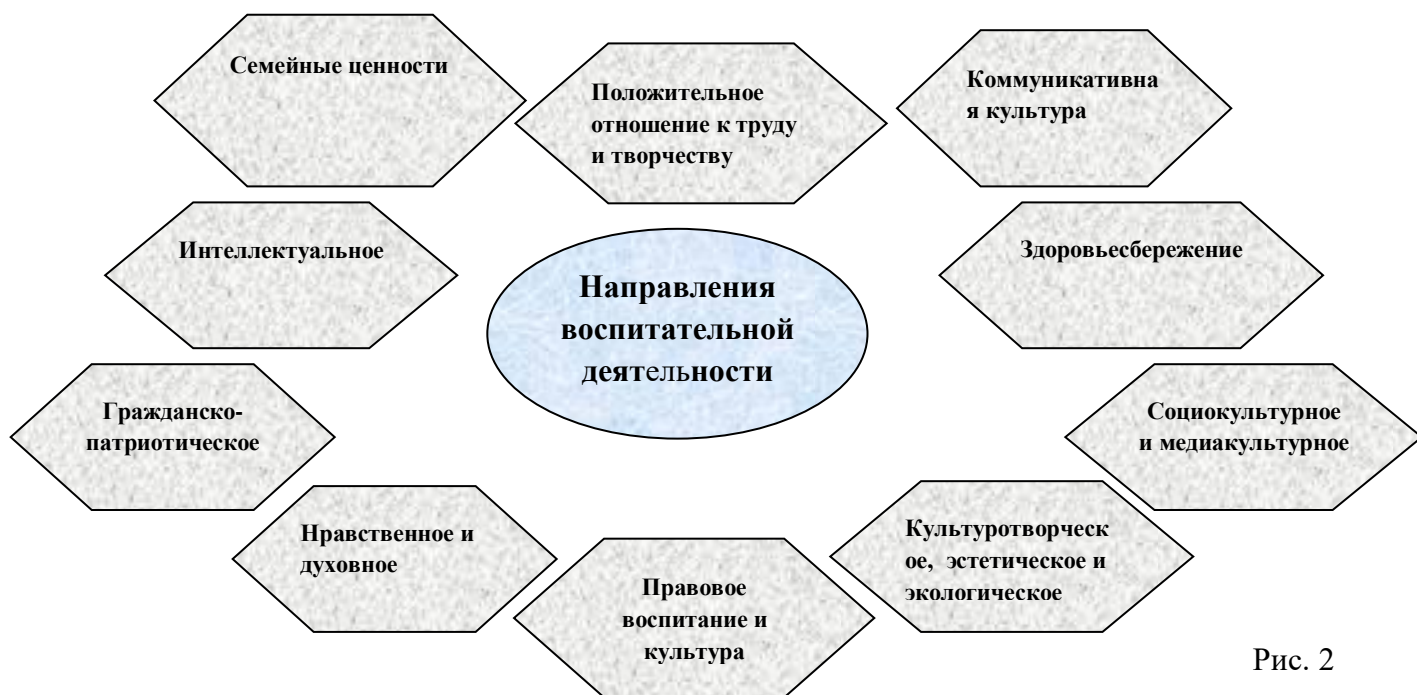 Семейные ценности
Положительное
отношение к труду
и творчеству
Коммуникативна
я культура
Интеллектуальное
Направления
воспитательной
деятельности
Здоровьесбережение
Гражданско-
патриотическое
Социокультурное
и медиакультурное
Нравственное и
духовное
Правовое
воспитание и
культура
Культуротворческ
ое, эстетическое и
экологическое
Рис. 2